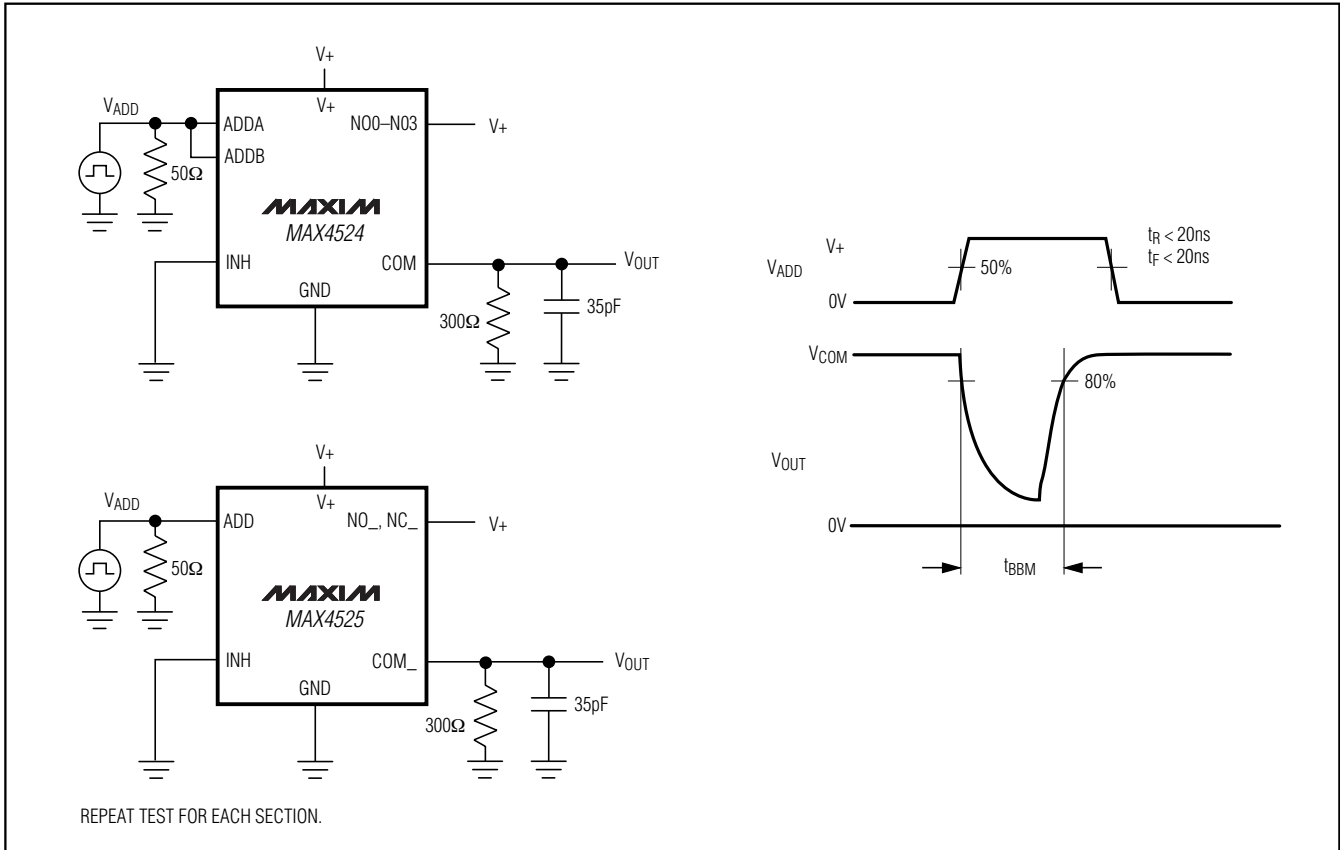 V+
V+
VADD
ADDA
NO0–N03
V+
ADDB
50Ω
MAXIM
MAX4524
INH
COM
VOUT
GND
300Ω
35pF
V+
V+
VADD
ADD
NO_, NC_
V+
50Ω
MAXIM
MAX4525
INH
COM_
VOUT
GND
300Ω
35pF
REPEAT TEST FOR EACH SECTION.
V+
VADD
0V
50%
tR < 20ns
tF < 20ns
VCOM
80%
VOUT
0V
tBBM